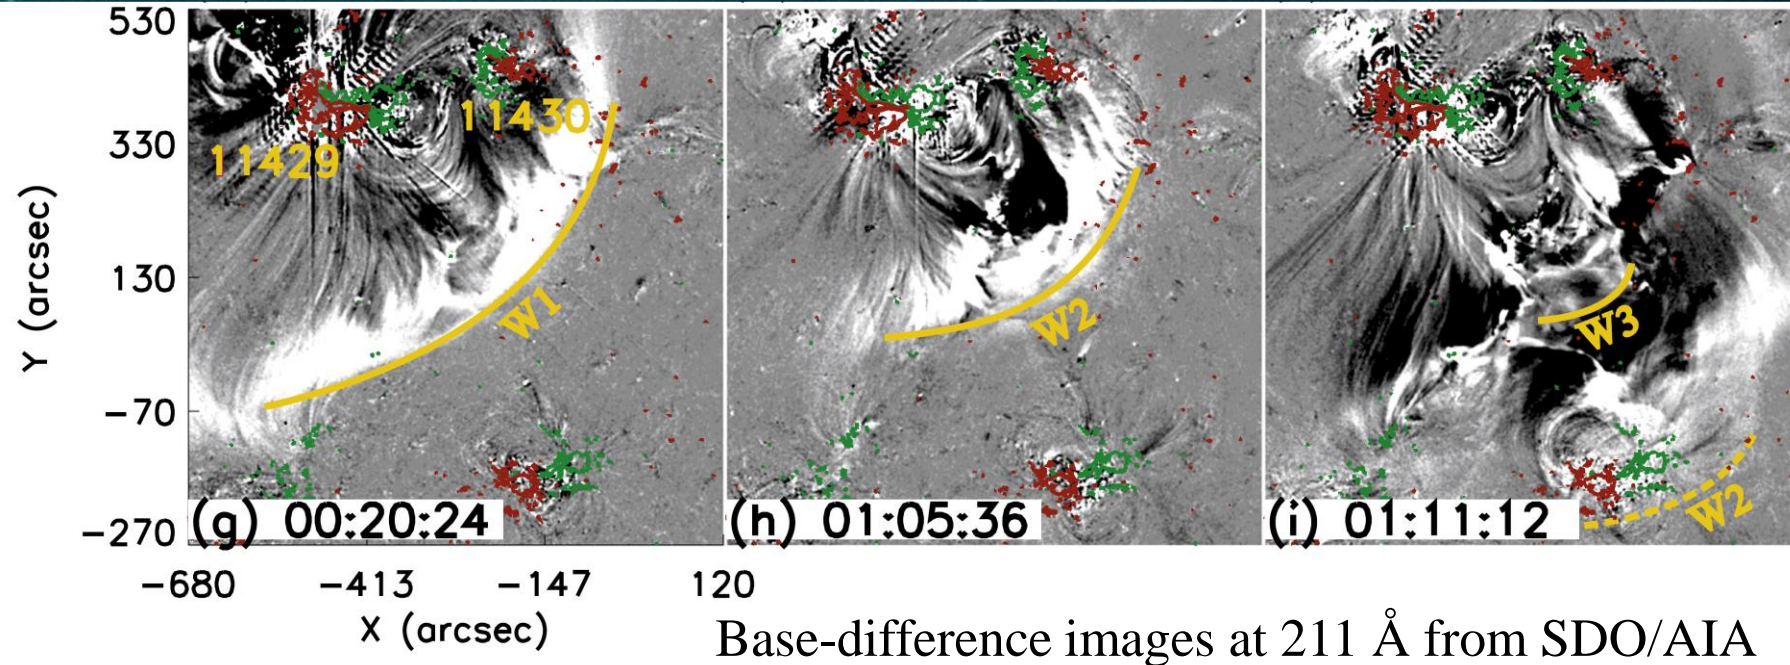 530
330
130
−70
−270
Y (arcsec)
11429
11430
W1
(g) 00:20:24
W2
(h) 01:05:36
W3
W2
(i) 01:11:12
−680 −413 −147 120
X (arcsec)
Base-difference images at 211 Å from SDO/AIA